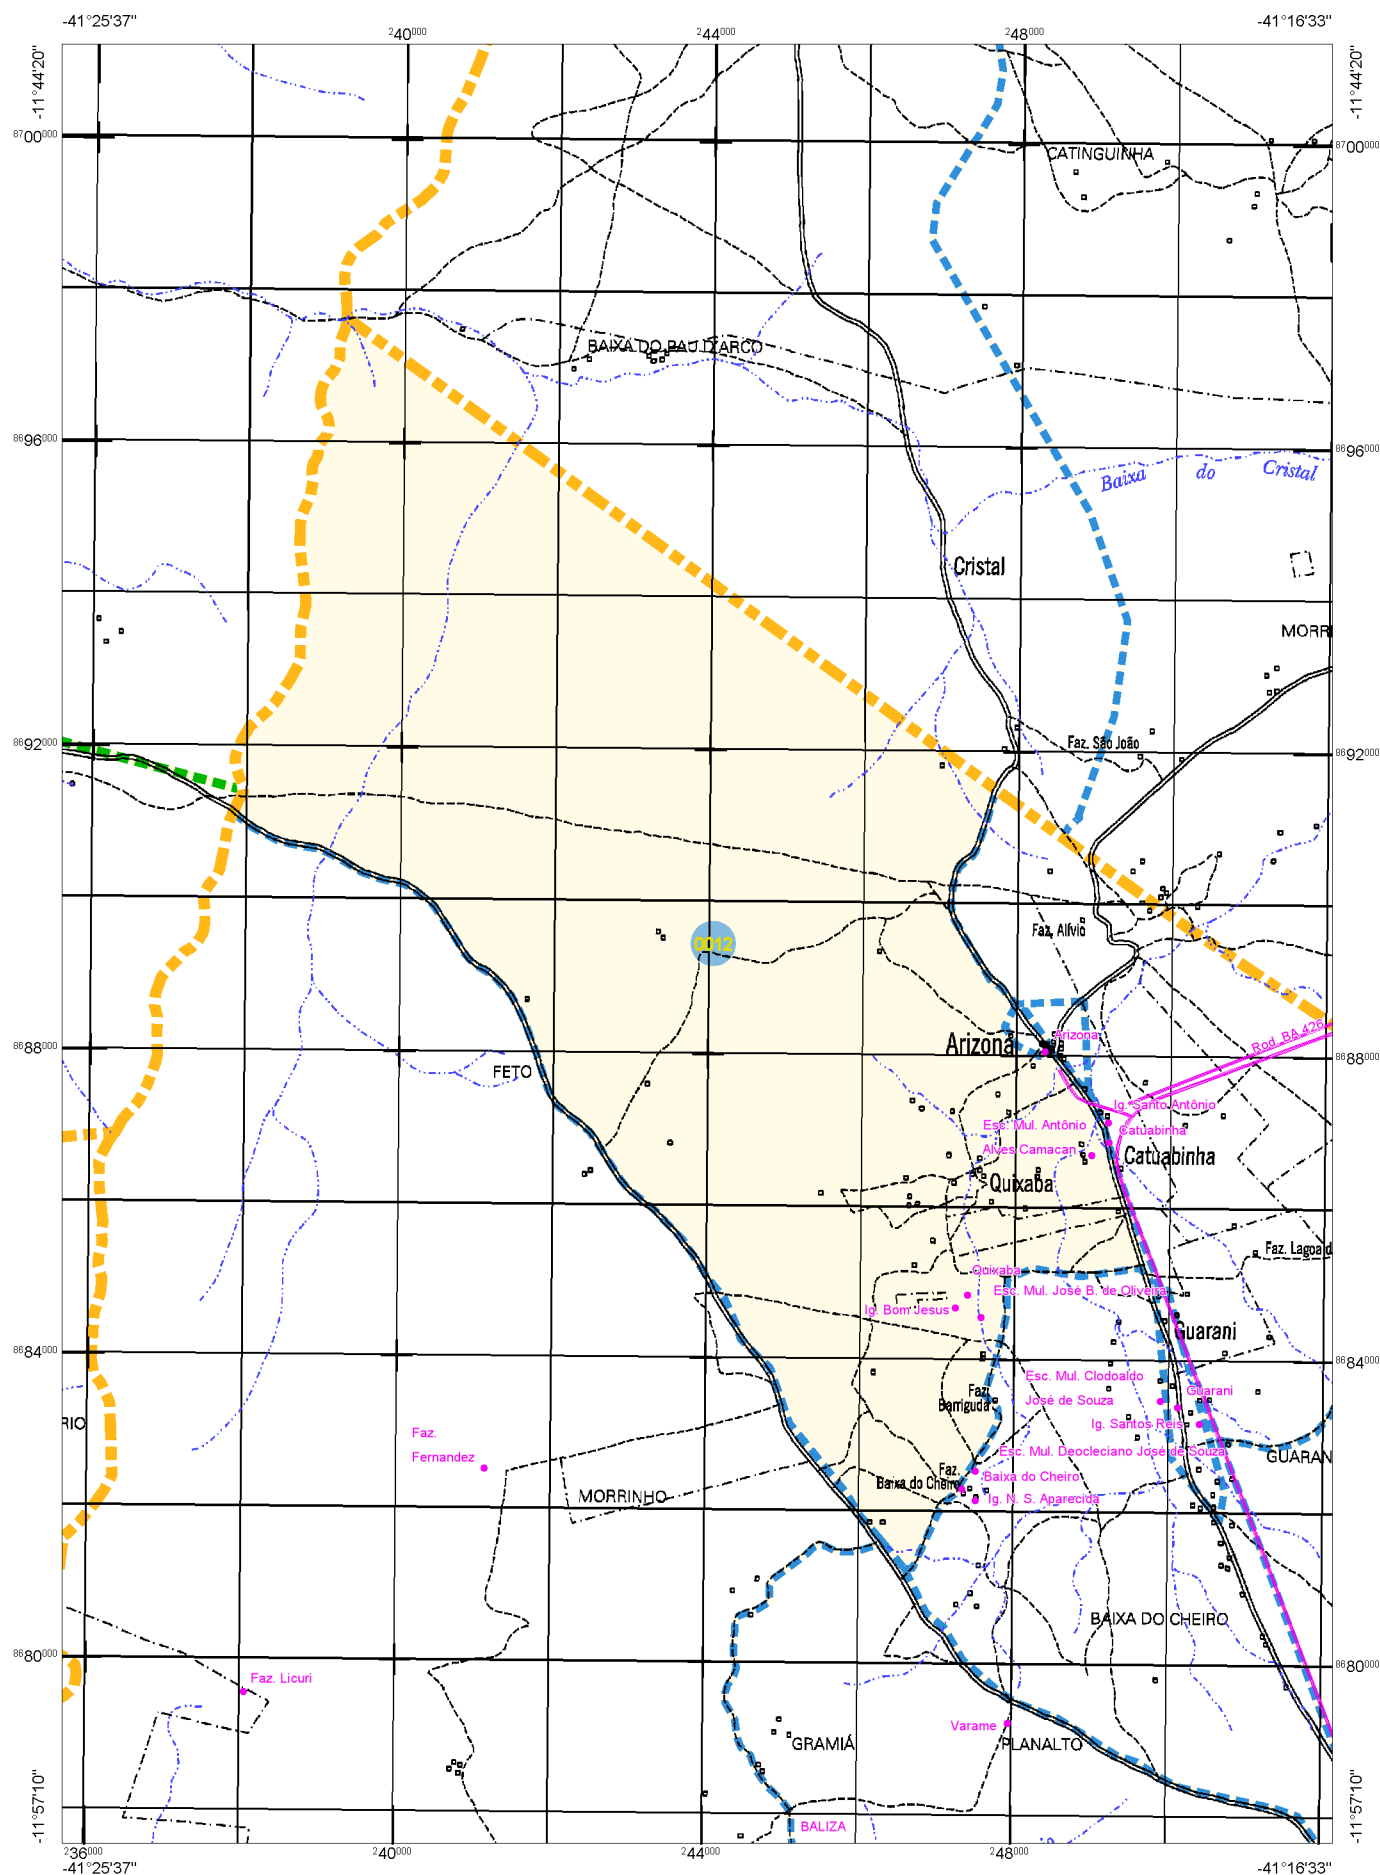 -41°25'37"
-41°16'33"
²40⁰⁰⁰
²44⁰⁰⁰
²48⁰⁰⁰
-11°44'20"
-11°44'20"
⁸⁷00⁰⁰⁰
⁸⁷00⁰⁰⁰
CATINGUINHA
BAIXA DO PAU D'ARCO
⁸⁶96⁰⁰⁰
⁸⁶96⁰⁰⁰
Baixa do Cristal
Cristal
MORR
⁸⁶92⁰⁰⁰
⁸⁶92⁰⁰⁰
Faz. São João
Faz. Alívio
0012
⁸⁶88⁰⁰⁰
⁸⁶88⁰⁰⁰
Rod. BA 426
Arizona
Arizona
FETO
Ig. Santo Antônio
Esc. Mul. Antônio
Alves Camacan
Catuabinha
Catuabinha
Quixaba
Faz. Lagoa d
Quixaba
Esc. Mul. José B. de Oliveira
Ig. Bom Jesus
Guarani
⁸⁶84⁰⁰⁰
⁸⁶84⁰⁰⁰
Esc. Mul. Clodoaldo
José de Souza
Guarani
Faz.
Barriguda
RIO
Ig. Santos Reis
Faz.
Fernandez
Esc. Mul. Deocleciano José de Souza
GUARAN
Faz.
Baixa do Cheiro
Baixa do Cheiro
MORRINHO
Ig. N. S. Aparecida
BAIXA DO CHEIRO
⁸⁶80⁰⁰⁰
⁸⁶80⁰⁰⁰
Faz. Licuri
Varame
GRAMIÁ
PLANALTO
BALIZA
-11°57'10"
-11°57'10"
²36⁰⁰⁰
²40⁰⁰⁰
²44⁰⁰⁰
²48⁰⁰⁰
-41°25'37"
-41°16'33"